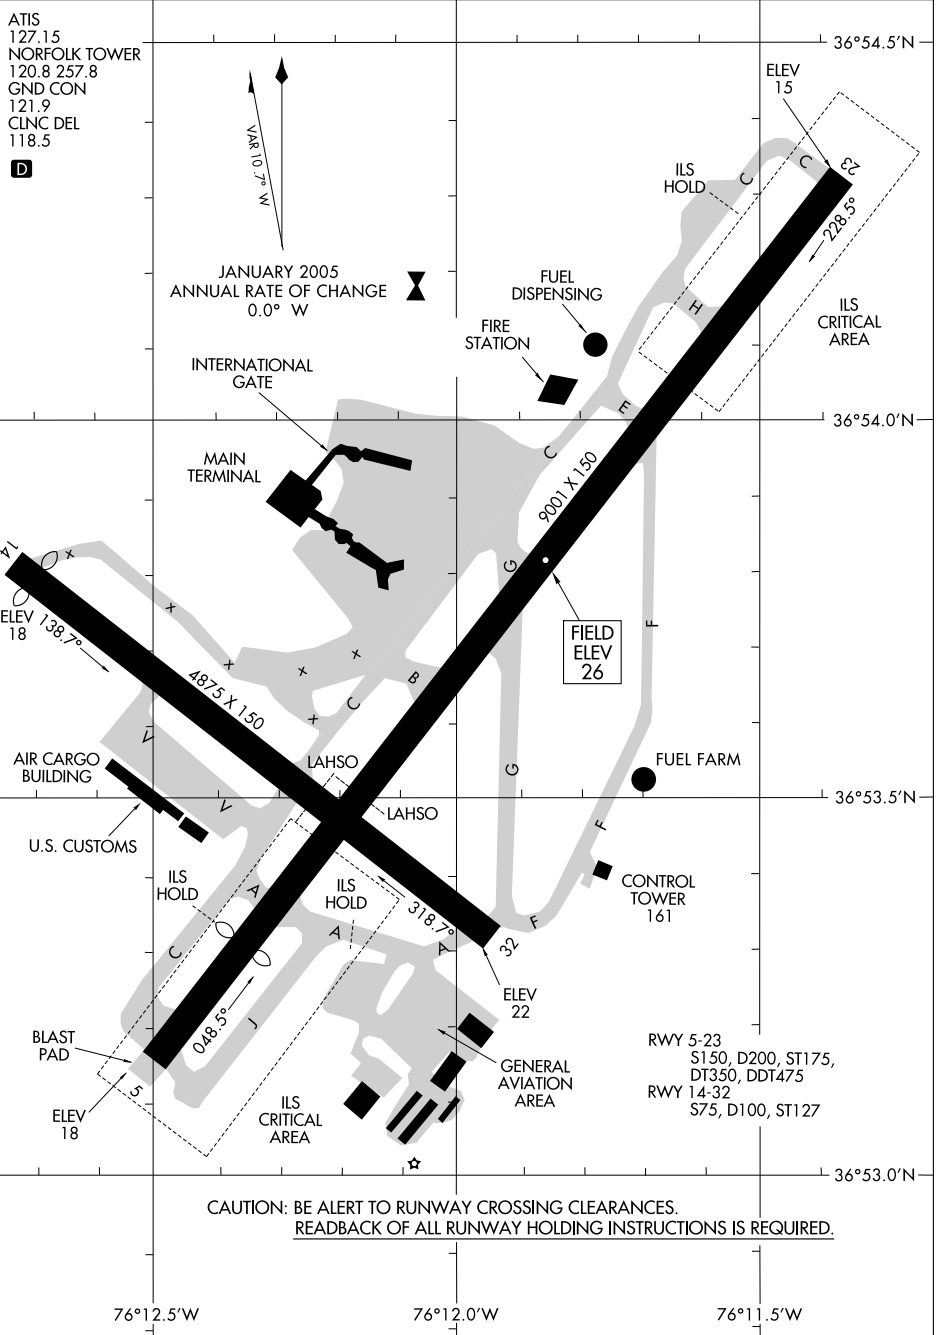 ATIS
127.15
NORFOLK TOWER
120.8 257.8
GND CON
121.9
CLNC DEL
118.5
D
VAR 10.7° W
JANUARY 2005
ANNUAL RATE OF CHANGE
0.0° W
36°54.5'N
ELEV
15
23
228.5°
ILS
HOLD
C
C
H
ILS
CRITICAL
AREA
FUEL
DISPENSING
FIRE
STATION
INTERNATIONAL
GATE
MAIN
TERMINAL
36°54.0'N
E
C
9001 X 150
G
FIELD
ELEV
26
F
14
x
x
x
x
x
x
ELEV
18
138.7°
4875 X 150
B
C
V
V
AIR CARGO
BUILDING
U.S. CUSTOMS
LAHSO
LAHSO
G
FUEL FARM
36°53.5'N
F
CONTROL
TOWER
161
ILS
HOLD
A
ILS
HOLD
A
318.7°
A
32
F
C
ELEV
22
048.5°
J
BLAST
PAD
5
ELEV
18
ILS
CRITICAL
AREA
GENERAL
AVIATION
AREA
RWY 5-23
S150, D200, ST175,
DT350, DDT475
RWY 14-32
S75, D100, ST127
36°53.0'N
CAUTION: BE ALERT TO RUNWAY CROSSING CLEARANCES.
READBACK OF ALL RUNWAY HOLDING INSTRUCTIONS IS REQUIRED.
76°12.5'W
76°12.0'W
76°11.5'W